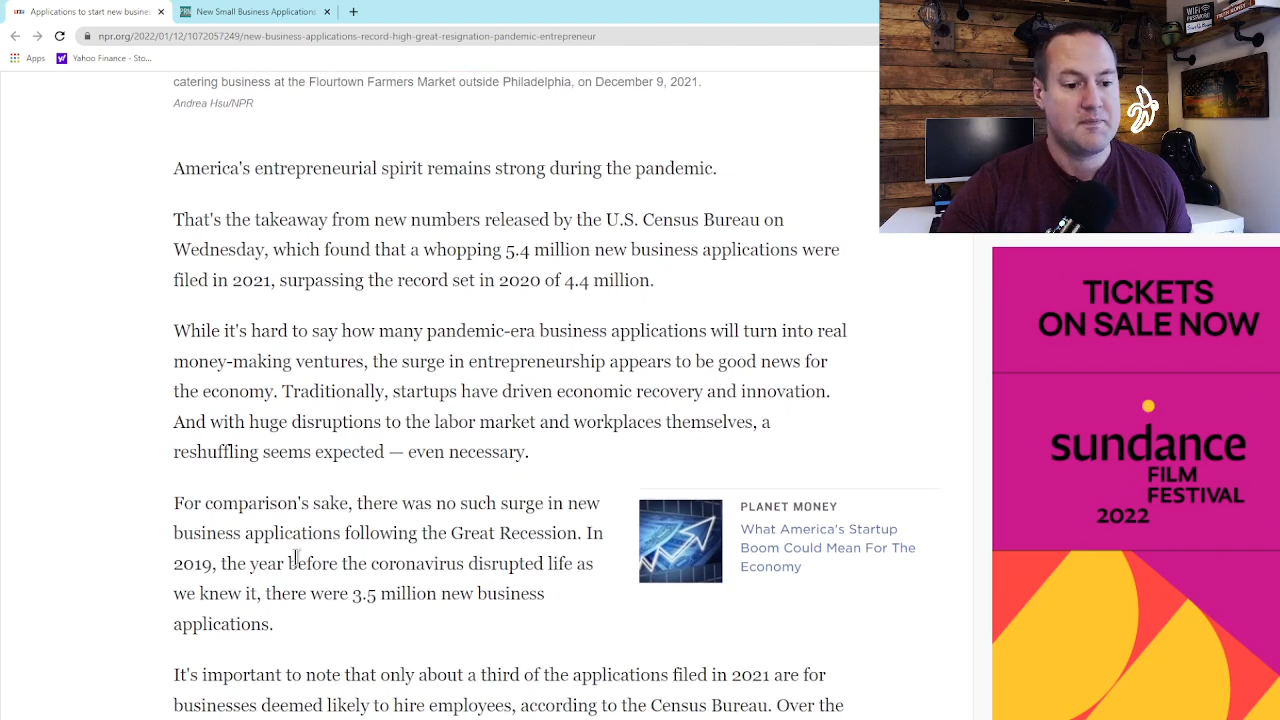 Applications to start new busine
New Small Business Applications
npr.org/2022/01/12/1072057249/new-business-applications-record-high-great-resignation-pandemic-entrepreneur
Apps
Yahoo Finance - Sto...
WIFI
PASSWORD
catering business at the Flourtown Farmers Market outside Philadelphia, on December 9, 2021.
Andrea Hsu/NPR
America's entrepreneurial spirit remains strong during the pandemic.
That's the takeaway from new numbers released by the U.S. Census Bureau on
Wednesday, which found that a whopping 5.4 million new business applications were
filed in 2021, surpassing the record set in 2020 of 4.4 million.
While it's hard to say how many pandemic-era business applications will turn into real
money-making ventures, the surge in entrepreneurship appears to be good news for
the economy. Traditionally, startups have driven economic recovery and innovation.
And with huge disruptions to the labor market and workplaces themselves, a
reshuffling seems expected — even necessary.
For comparison's sake, there was no such surge in new
business applications following the Great Recession. In
2019, the year before the coronavirus disrupted life as
we knew it, there were 3.5 million new business
applications.
PLANET MONEY
What America's Startup
Boom Could Mean For The
Economy
It's important to note that only about a third of the applications filed in 2021 are for
businesses deemed likely to hire employees, according to the Census Bureau. Over the
TICKETS
ON SALE NOW
sundance
FILM
FESTIVAL
2022